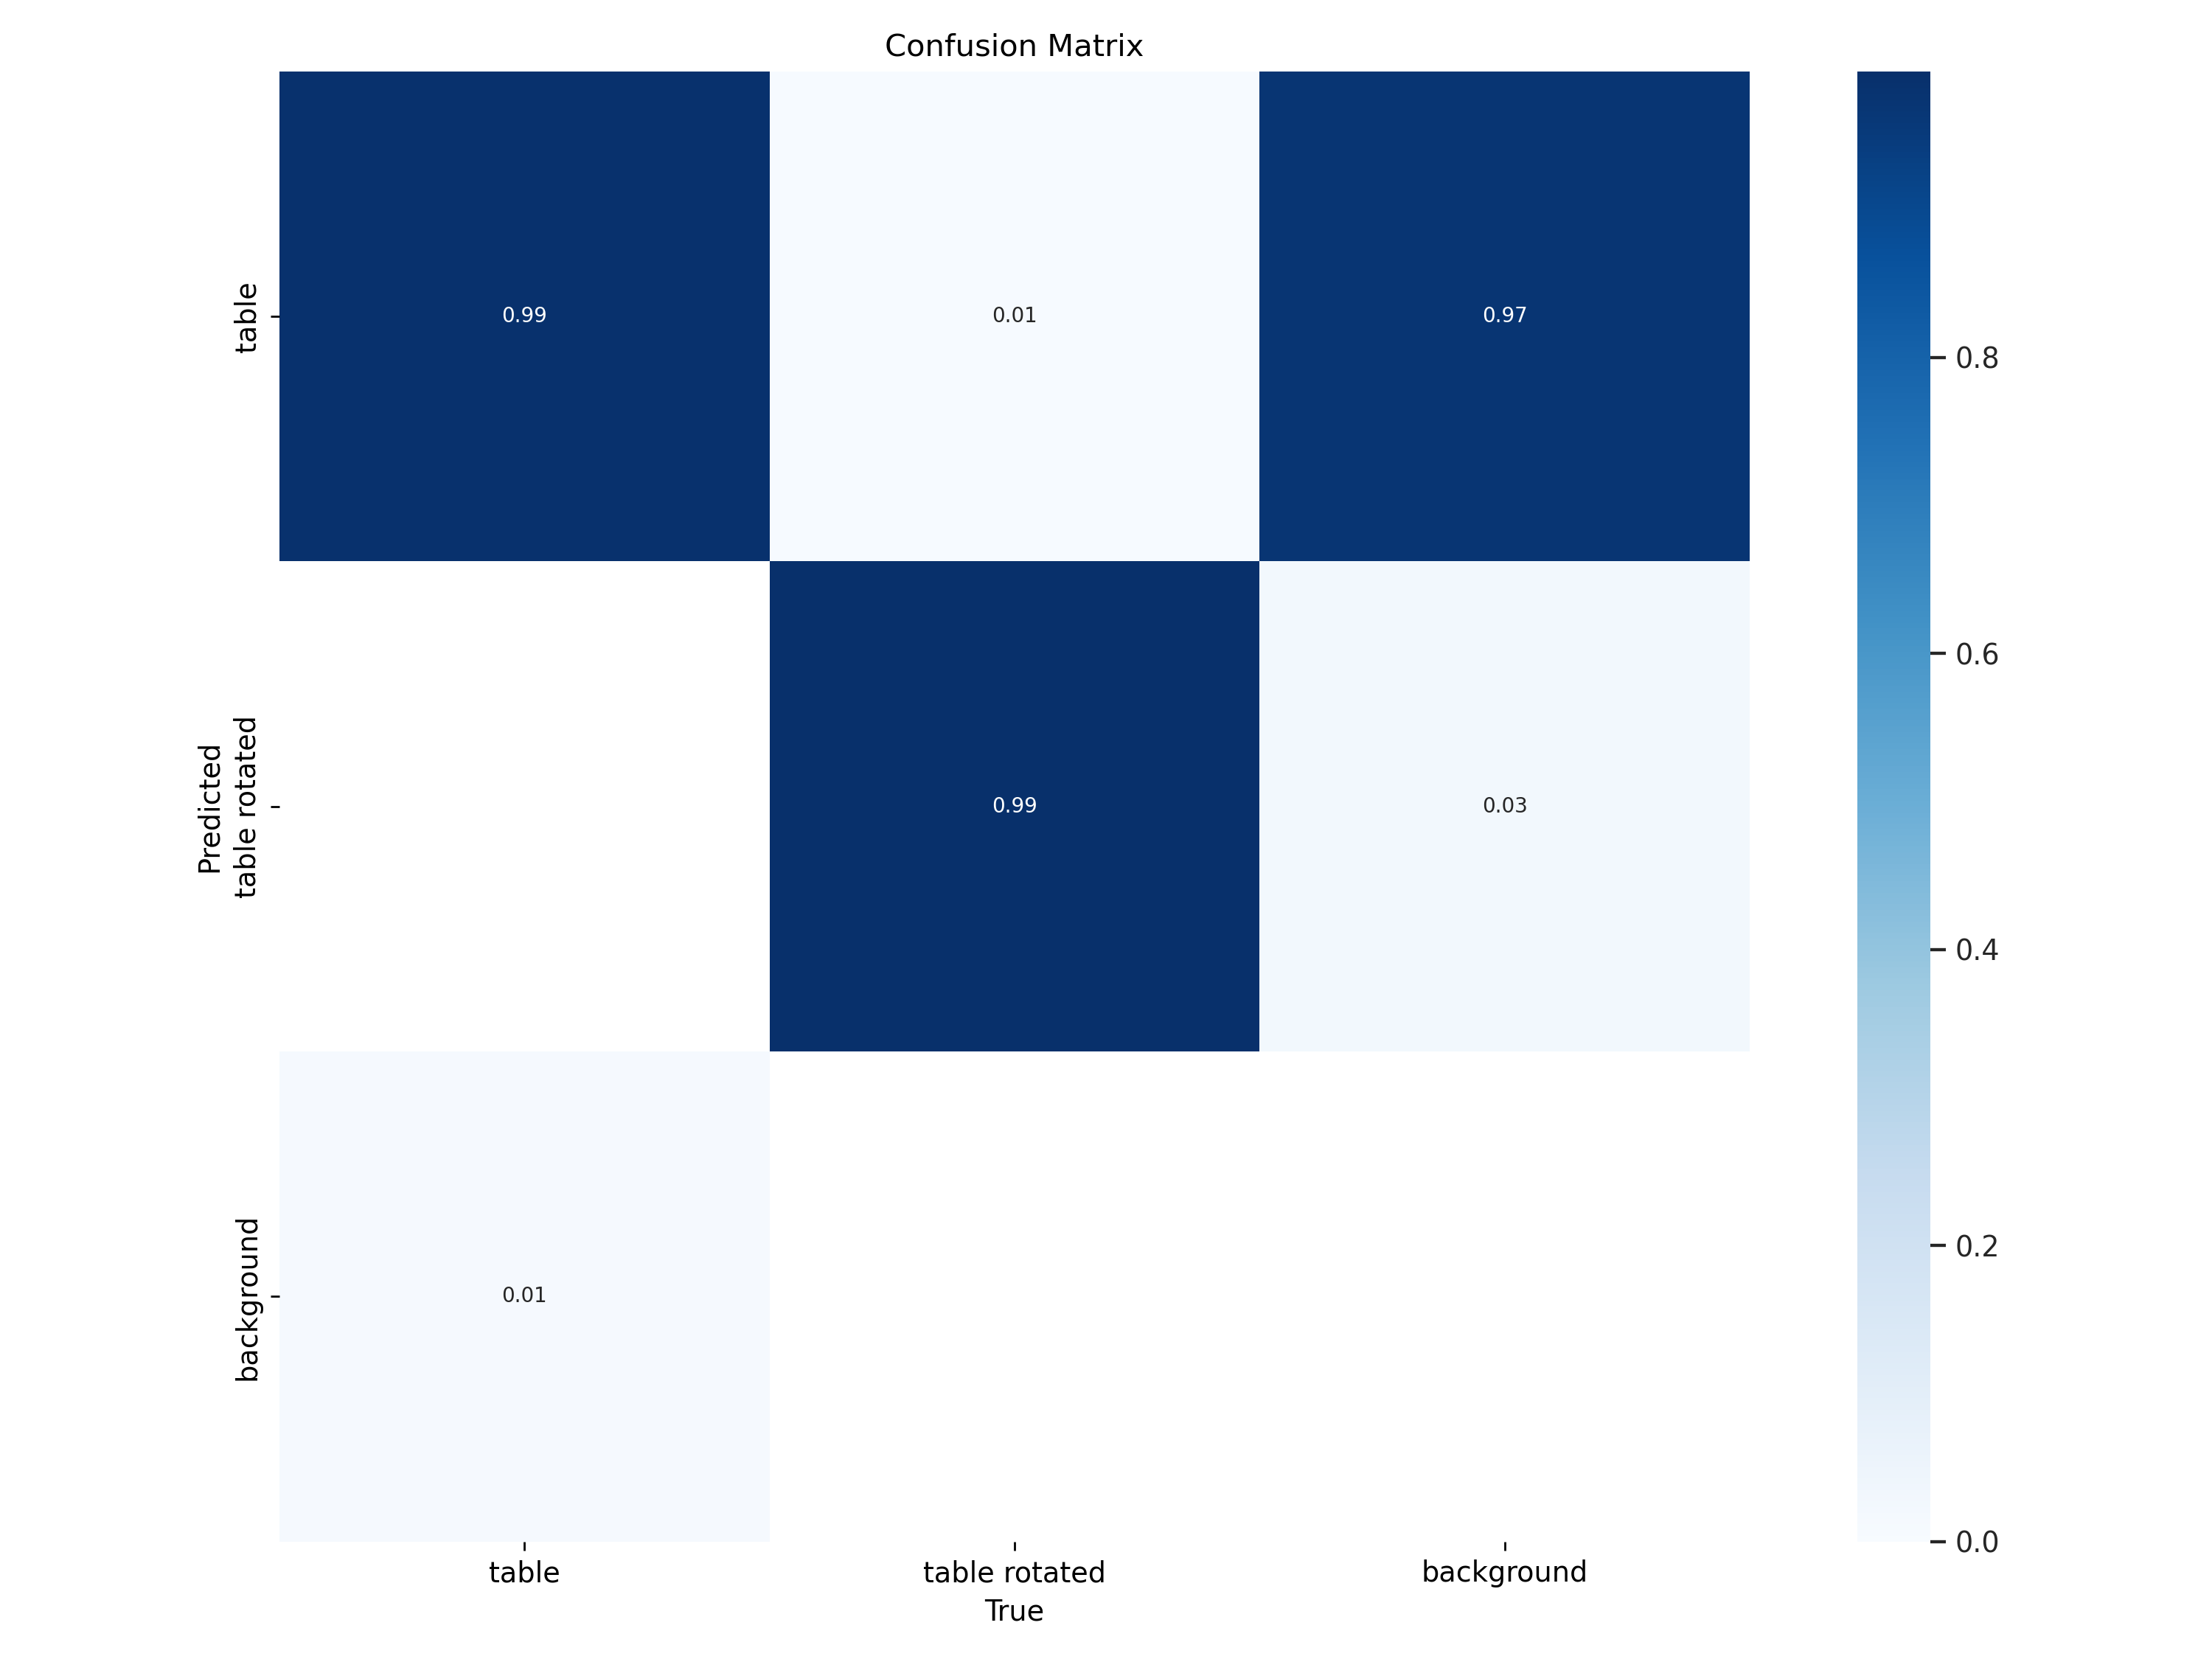 Confusion Matrix
table
0.99
0.01
0.97
0.8
0.6
Predicted
table rotated
0.99
0.03
0.4
0.2
background
0.01
0.0
table
table rotated
background
True